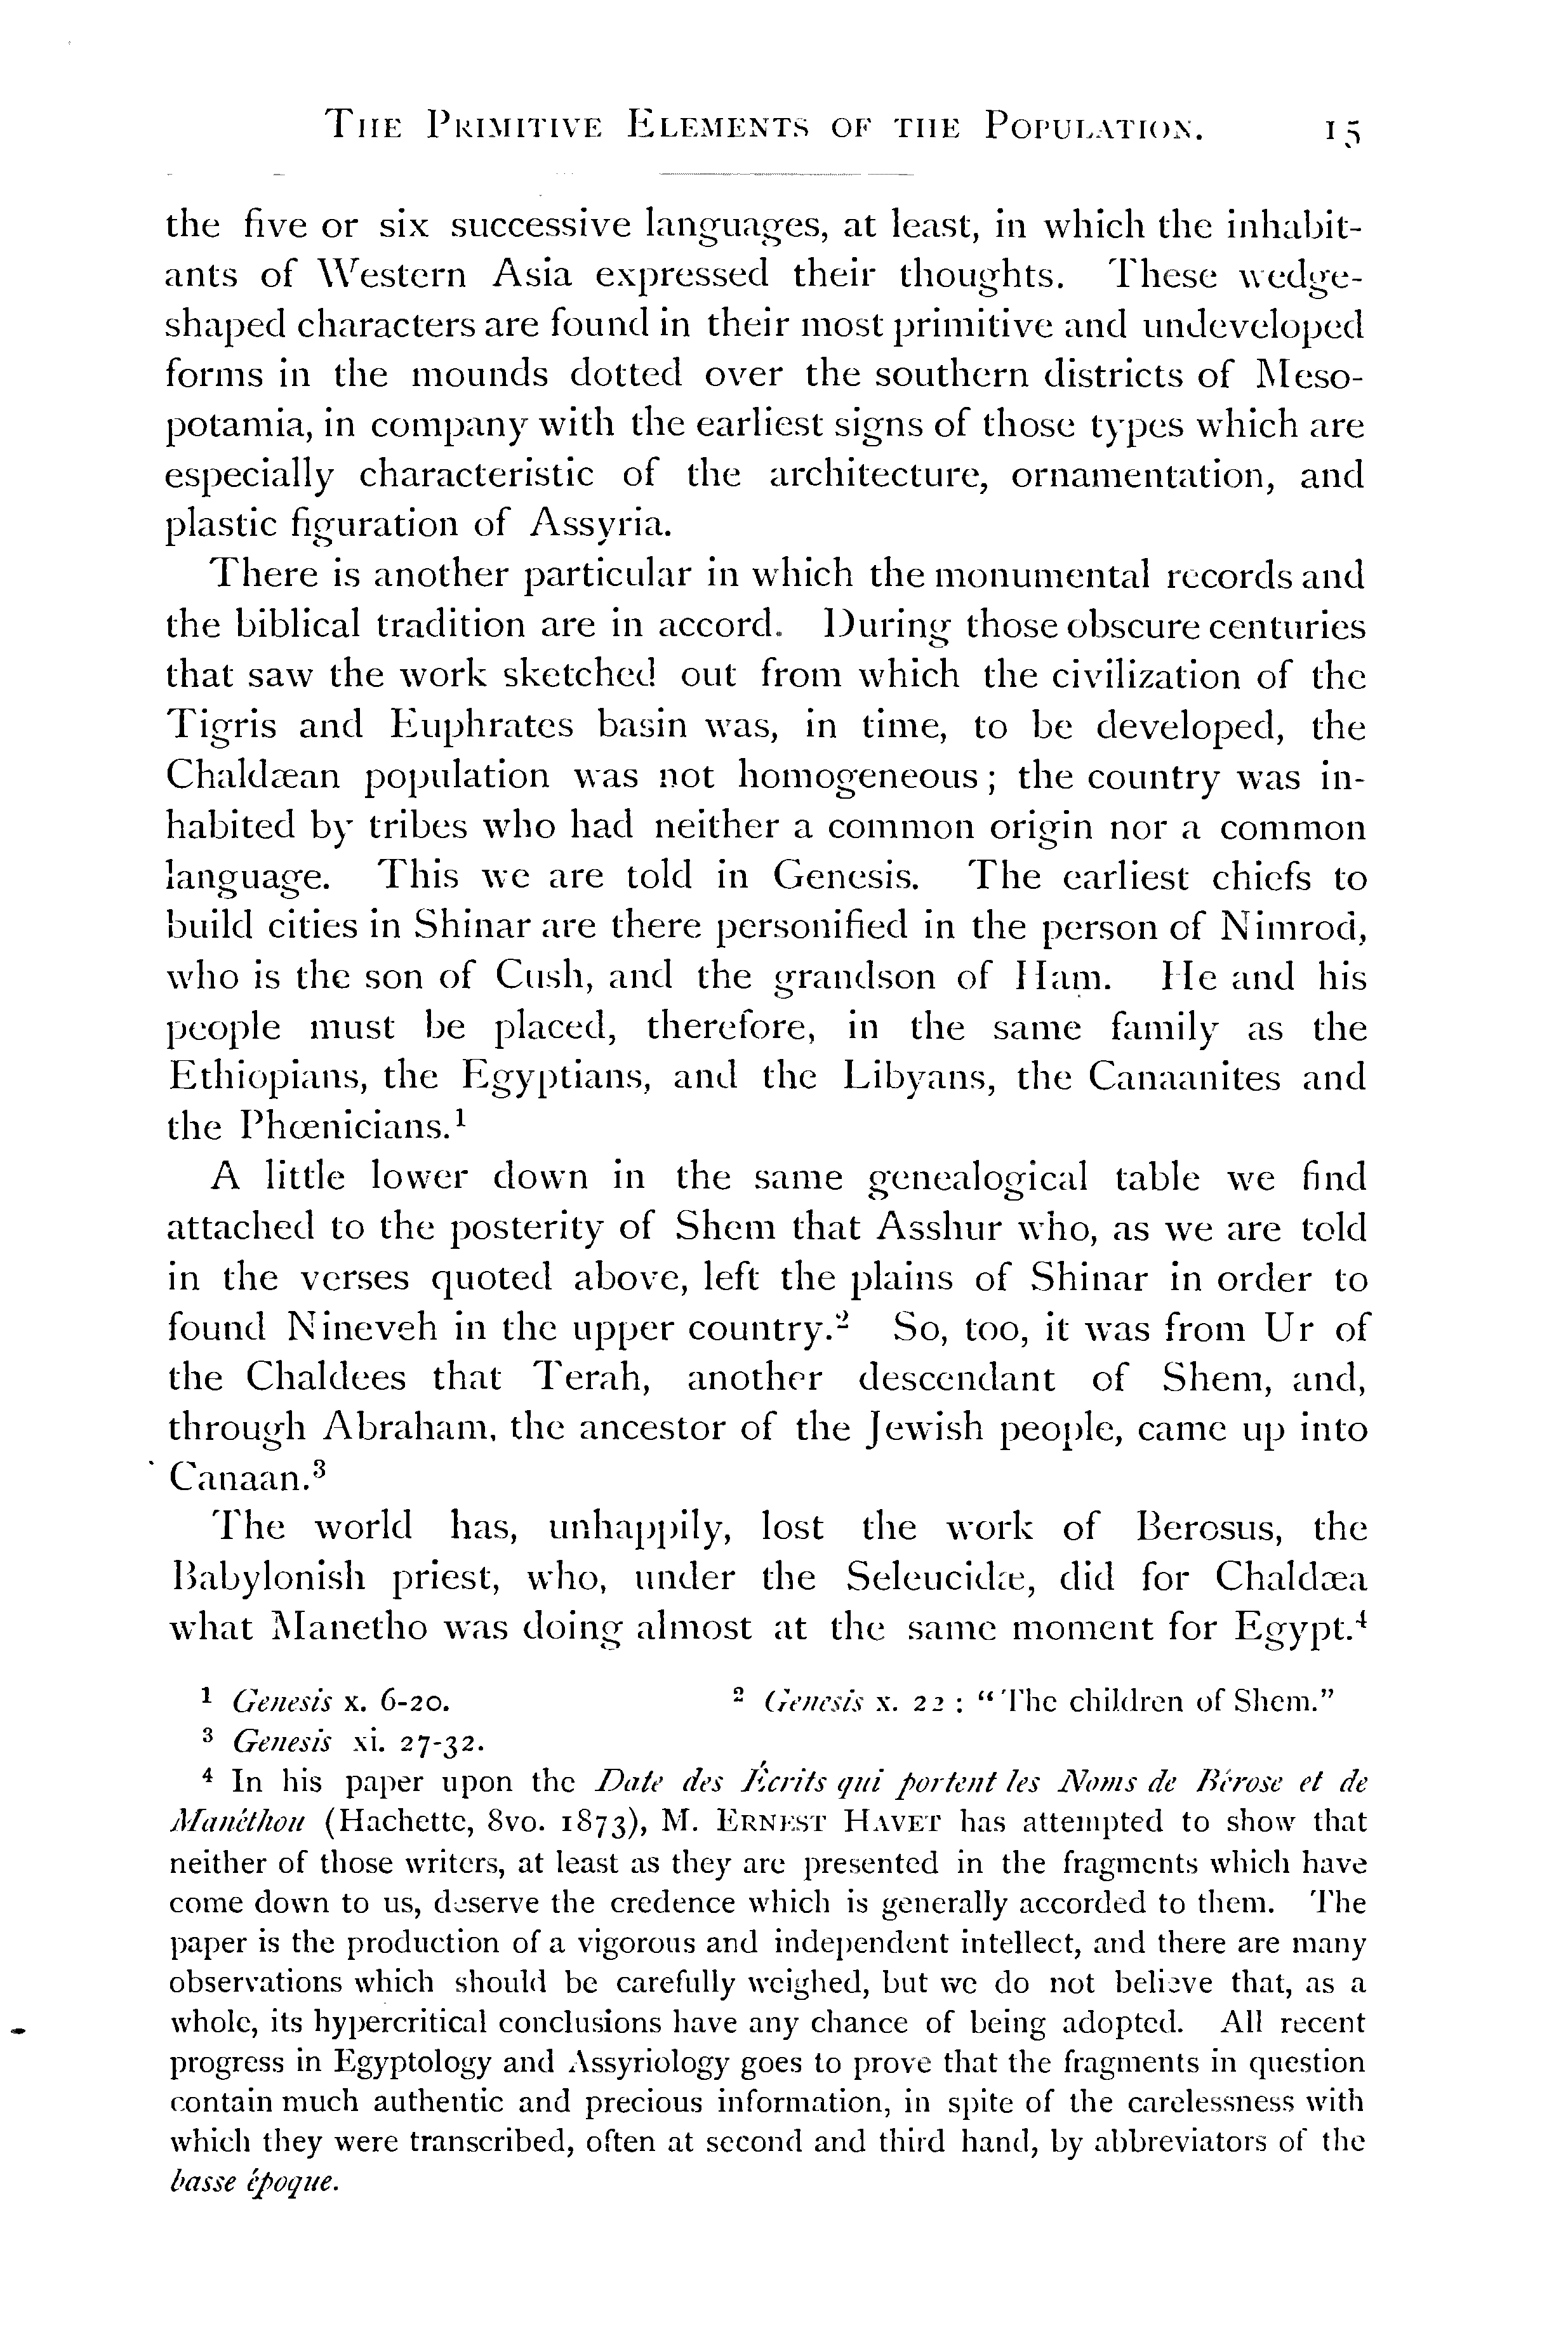 THE PRIMITIVE ELEMENTS OF THE POPULATION. 15
the five or six successive languages, at least, in which the inhabit-
ants of Western Asia expressed their thoughts. These wedge-
shaped characters are found in their most primitive and undeveloped
forms in the mounds dotted over the southern districts of Meso-
potamia, in company with the earliest signs of those types which are
especially characteristic of the architecture, ornamentation, and
plastic figuration of Assyria.
There is another particular in which the monumental records and
the biblical tradition are in accord. During those obscure centuries
that saw the work sketched out from which the civilization of the
Tigris and Euphrates basin was, in time, to be developed, the
Chaldæan population was not homogeneous; the country was in-
habited by tribes who had neither a common origin nor a common
language. This we are told in Genesis. The earliest chiefs to
build cities in Shinar are there personified in the person of Nimrod,
who is the son of Cush, and the grandson of Ham. He and his
people must be placed, therefore, in the same family as the
Ethiopians, the Egyptians, and the Libyans, the Canaanites and
the Phœnicians.¹
A little lower down in the same genealogical table we find
attached to the posterity of Shem that Asshur who, as we are told
in the verses quoted above, left the plains of Shinar in order to
found Nineveh in the upper country.² So, too, it was from Ur of
the Chaldees that Terah, another descendant of Shem, and,
through Abraham, the ancestor of the Jewish people, came up into
Canaan.³
The world has, unhappily, lost the work of Berosus, the
Babylonish priest, who, under the Seleucidæ, did for Chaldæa
what Manetho was doing almost at the same moment for Egypt.⁴
¹ Genesis x. 6-20. ² Genesis x. 22: "The children of Shem."
³ Genesis xi. 27-32.
⁴ In his paper upon the Date des Écrits qui portent les Noms de Bérose et de
Manéthou (Hachette, 8vo. 1873), M. ERNEST HAVET has attempted to show that
neither of those writers, at least as they are presented in the fragments which have
come down to us, deserve the credence which is generally accorded to them. The
paper is the production of a vigorous and independent intellect, and there are many
observations which should be carefully weighed, but we do not believe that, as a
whole, its hypercritical conclusions have any chance of being adopted. All recent
progress in Egyptology and Assyriology goes to prove that the fragments in question
contain much authentic and precious information, in spite of the carelessness with
which they were transcribed, often at second and third hand, by abbreviators of the
basse époque.